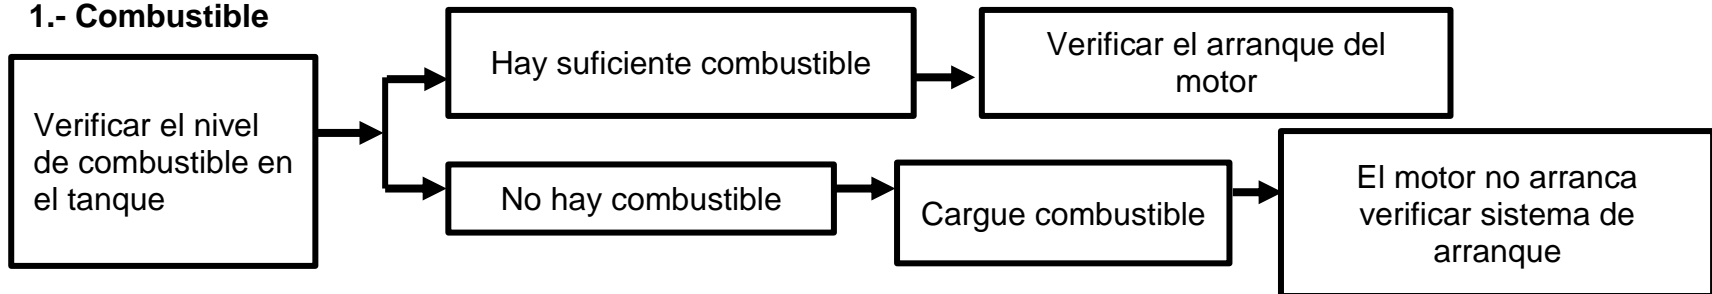 1.- Combustible
Verificar el nivel
de combustible en
el tanque
Hay suficiente combustible
Verificar el arranque del
motor
No hay combustible
Cargue combustible
El motor no arranca
verificar sistema de
arranque